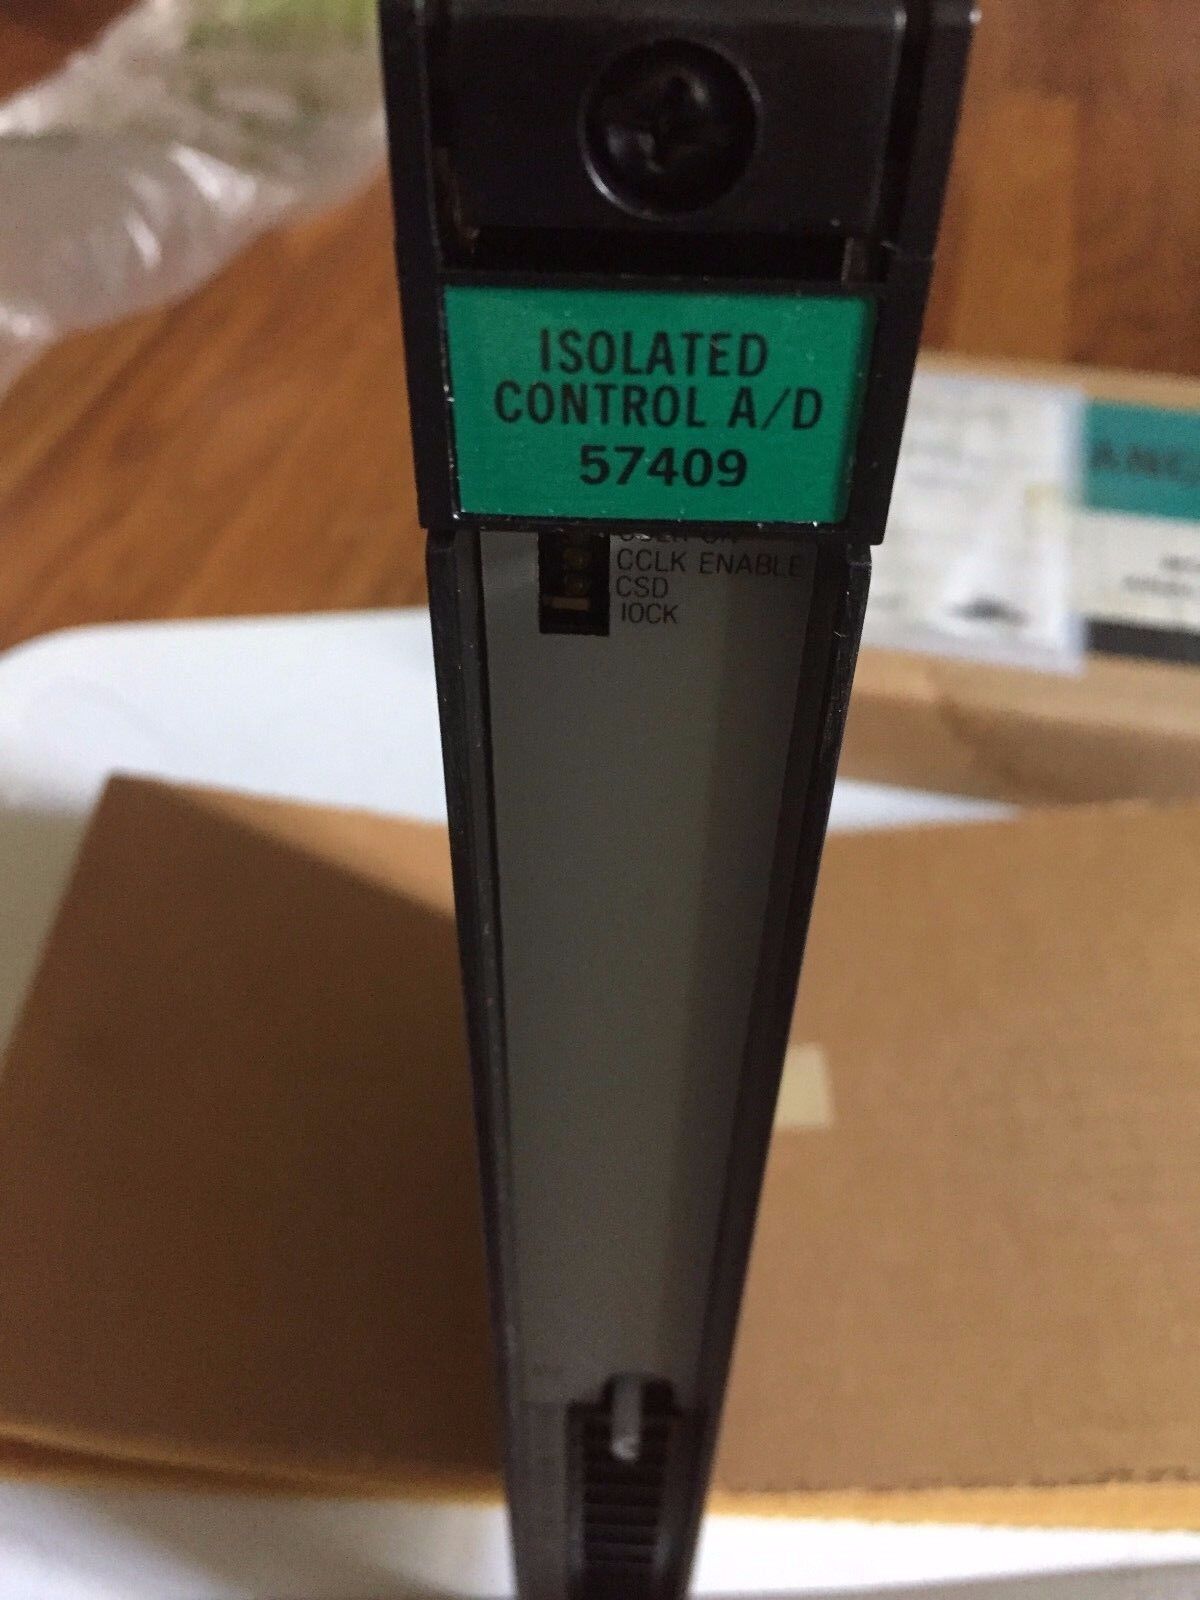 ISOLATED
CONTROL A/D
57409
CCLK ENABLE
CSD
IOCK